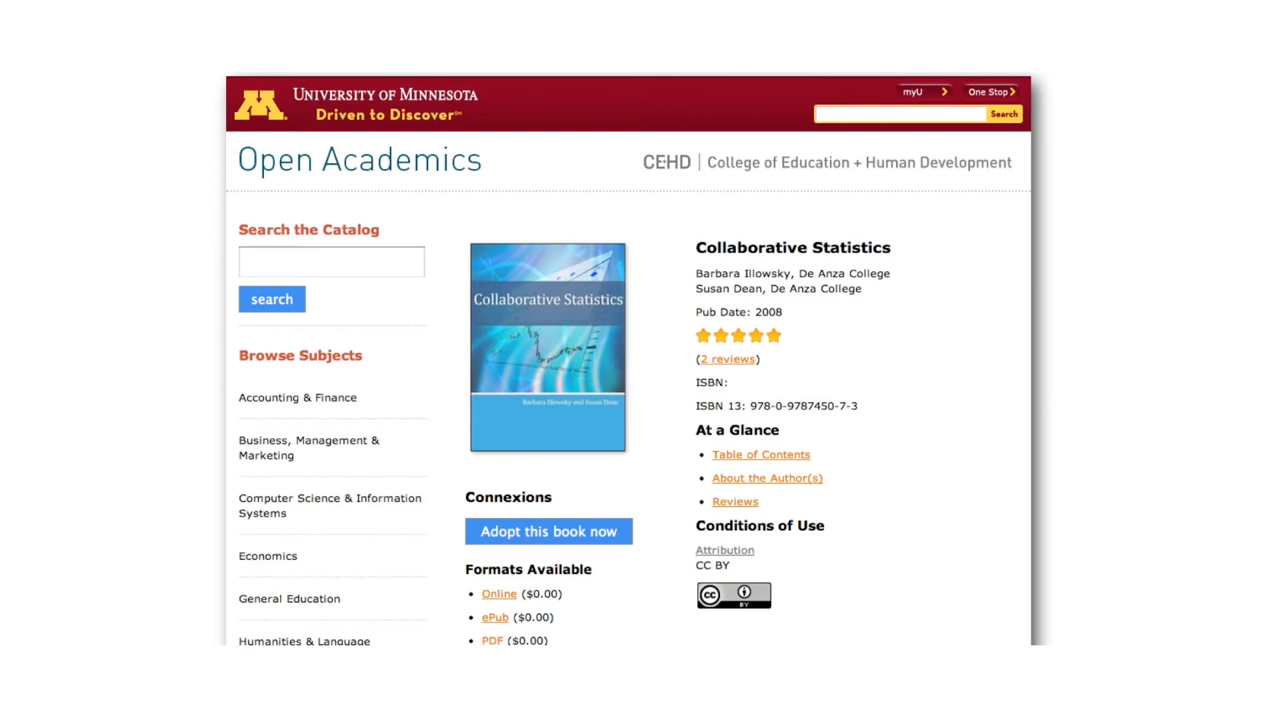 UNIVERSITY OF MINNESOTA
Driven to Discover℠
myU
One Stop
Search
Open Academics
CEHD | College of Education + Human Development
Search the Catalog
search
Browse Subjects
Accounting & Finance
Business, Management &
Marketing
Computer Science & Information
Systems
Economics
General Education
Humanities & Language
Collaborative Statistics
Barbara Illowsky and Susan Dean
Connexions
Adopt this book now
Formats Available
• Online ($0.00)
• ePub ($0.00)
• PDF ($0.00)
Collaborative Statistics
Barbara Illowsky, De Anza College
Susan Dean, De Anza College
Pub Date: 2008
(2 reviews)
ISBN:
ISBN 13: 978-0-9787450-7-3
At a Glance
• Table of Contents
• About the Author(s)
• Reviews
Conditions of Use
Attribution
CC BY
cc
BY